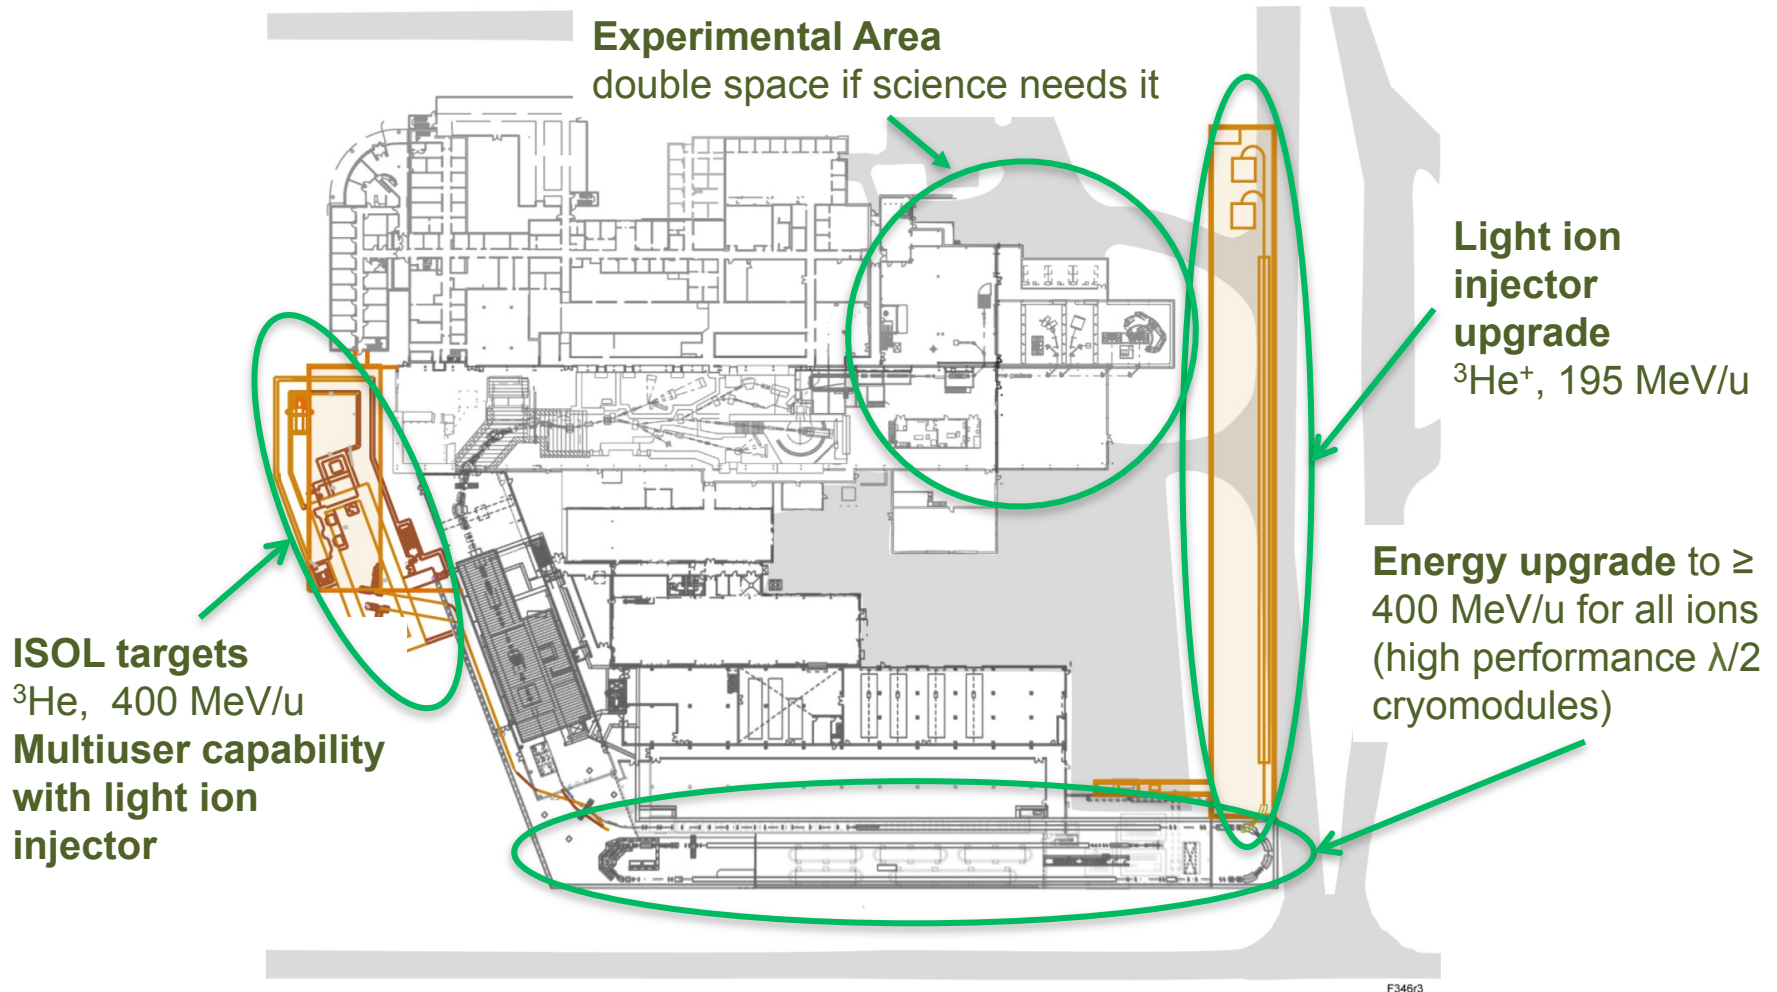 Experimental Area
double space if science needs it
Light ion
injector
upgrade
³He⁺, 195 MeV/u
Energy upgrade to ≥
400 MeV/u for all ions
(high performance λ/2
cryomodules)
ISOL targets
³He,  400 MeV/u
Multiuser capability
with light ion
injector
F346r3